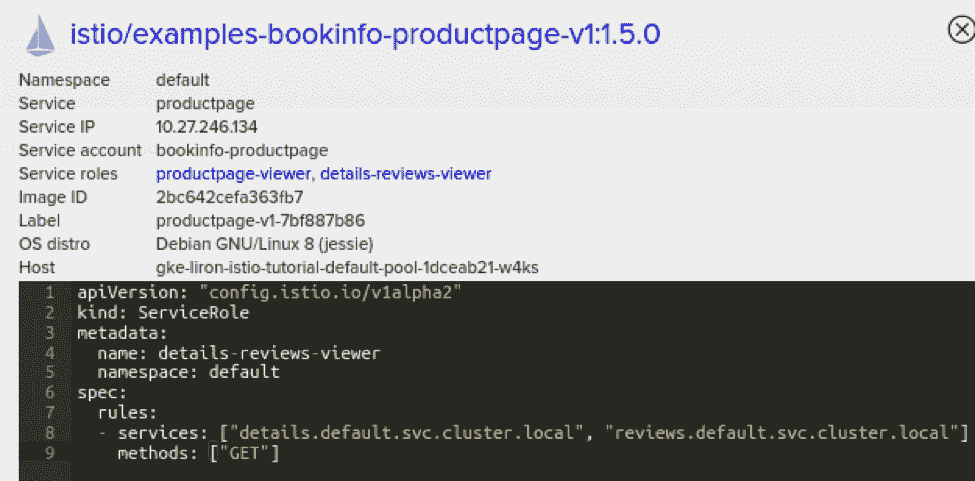 istio/examples-bookinfo-productpage-v1:1.5.0
Namespace default
Service productpage
Service IP 10.27.246.134
Service account bookinfo-productpage
Service roles productpage-viewer, details-reviews-viewer
Image ID 2bc642cefa363fb7
Label productpage-v1-7bf887b86
OS distro Debian GNU/Linux 8 (jessie)
Host gke-liron-istio-tutorial-default-pool-1dceab21-w4ks
1 apiVersion: "config.istio.io/v1alpha2"
2 kind: ServiceRole
3 metadata:
4   name: details-reviews-viewer
5   namespace: default
6 spec:
7   rules:
8   - services: ["details.default.svc.cluster.local", "reviews.default.svc.cluster.local"]
9     methods: ["GET"]